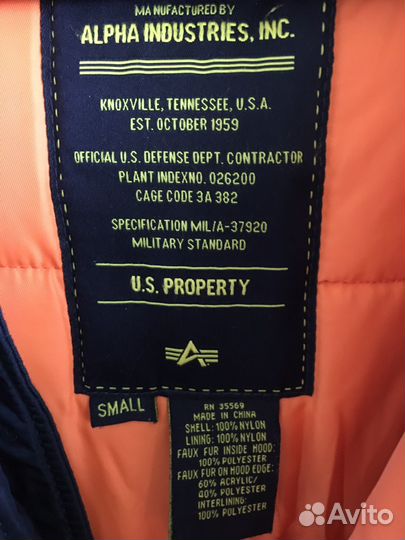 MANUFACTURED BY
ALPHA INDUSTRIES, INC.
KNOXVILLE, TENNESSEE, U.S.A.
EST. OCTOBER 1959
OFFICIAL U.S. DEFENSE DEPT. CONTRACTOR
PLANT INDEXNO. 026200
CAGE CODE 3A 382
SPECIFICATION MIL/A-37920
MILITARY STANDARD
U.S. PROPERTY
SMALL
RN 35569
MADE IN CHINA
SHELL: 100% NYLON
LINING: 100% NYLON
FAUX FUR INSIDE HOOD:
100% POLYESTER
FAUX FUR ON HOOD EDGE:
60% ACRYLIC/
40% POLYESTER
INTERLINING:
100% POLYESTER
Avito